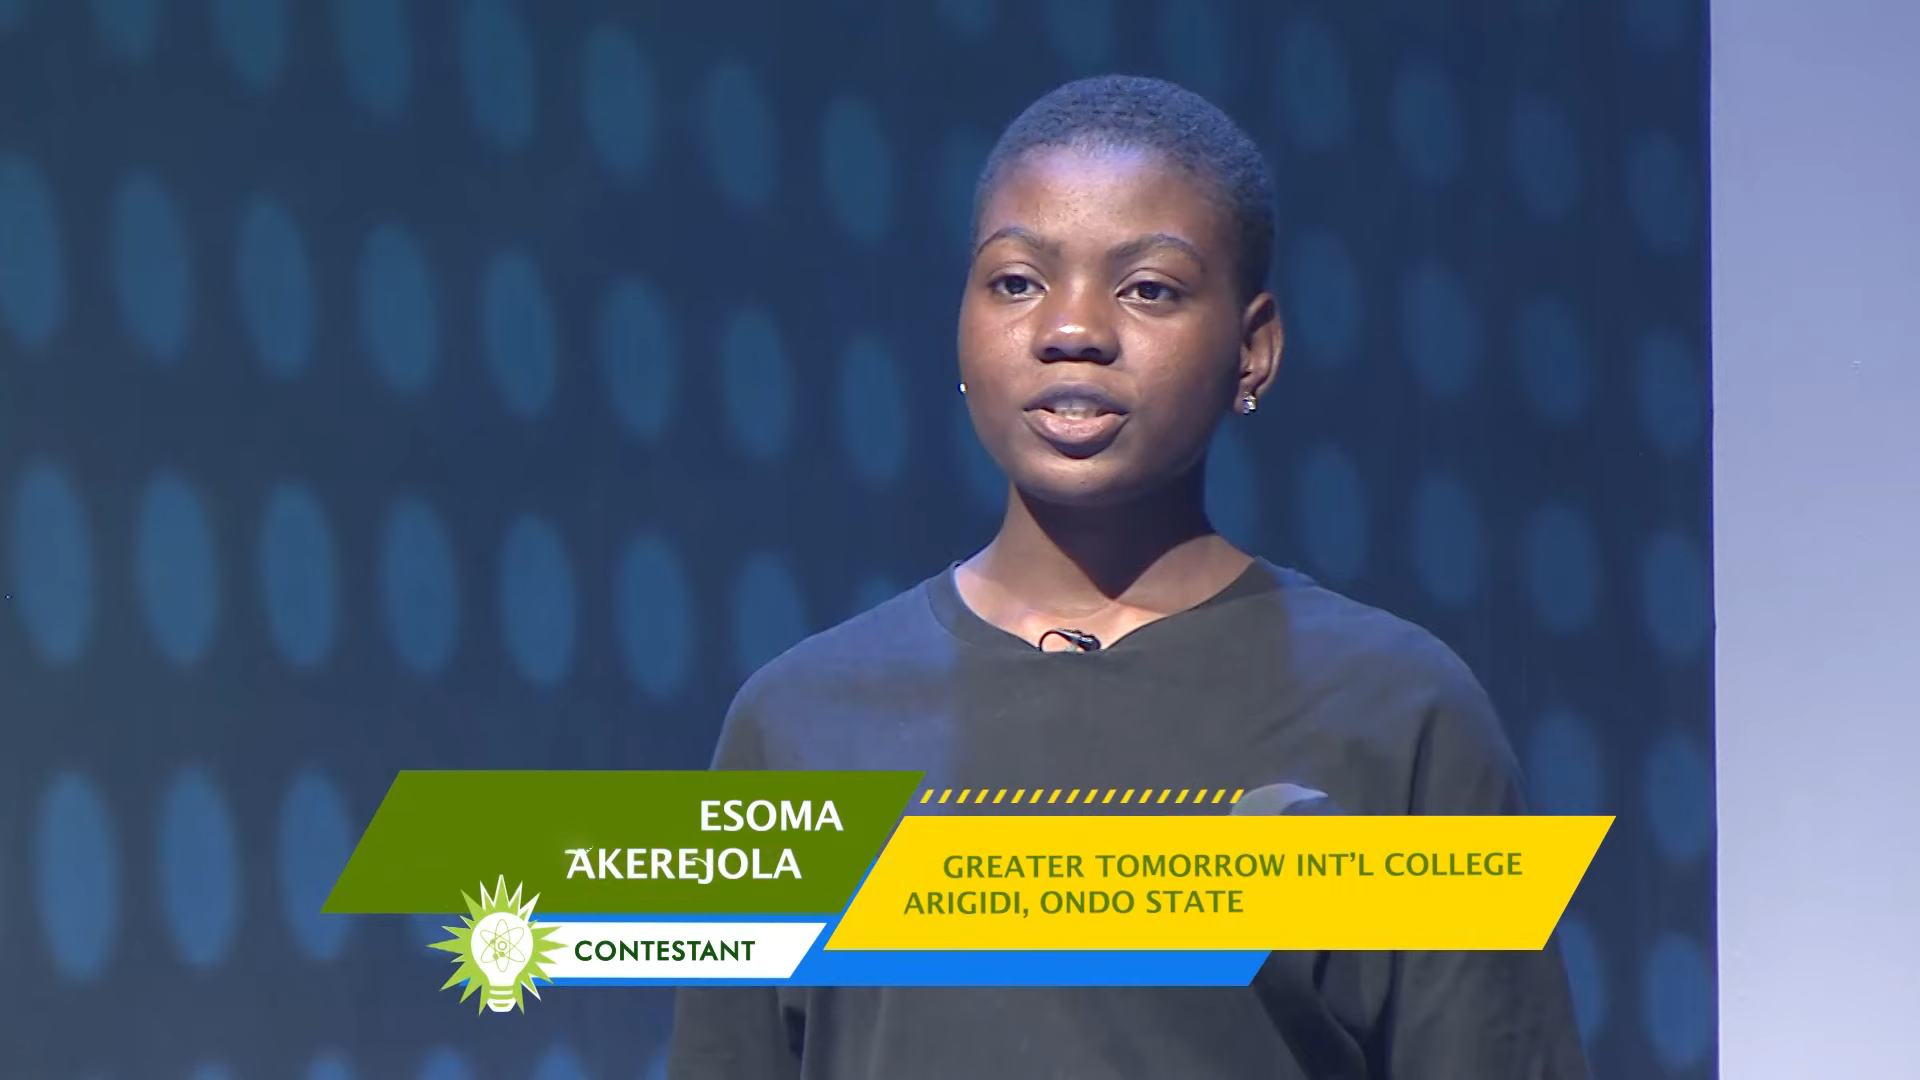 ESOMA
AKEREJOLA
CONTESTANT
GREATER TOMORROW INT'L COLLEGE
ARIGIDI, ONDO STATE